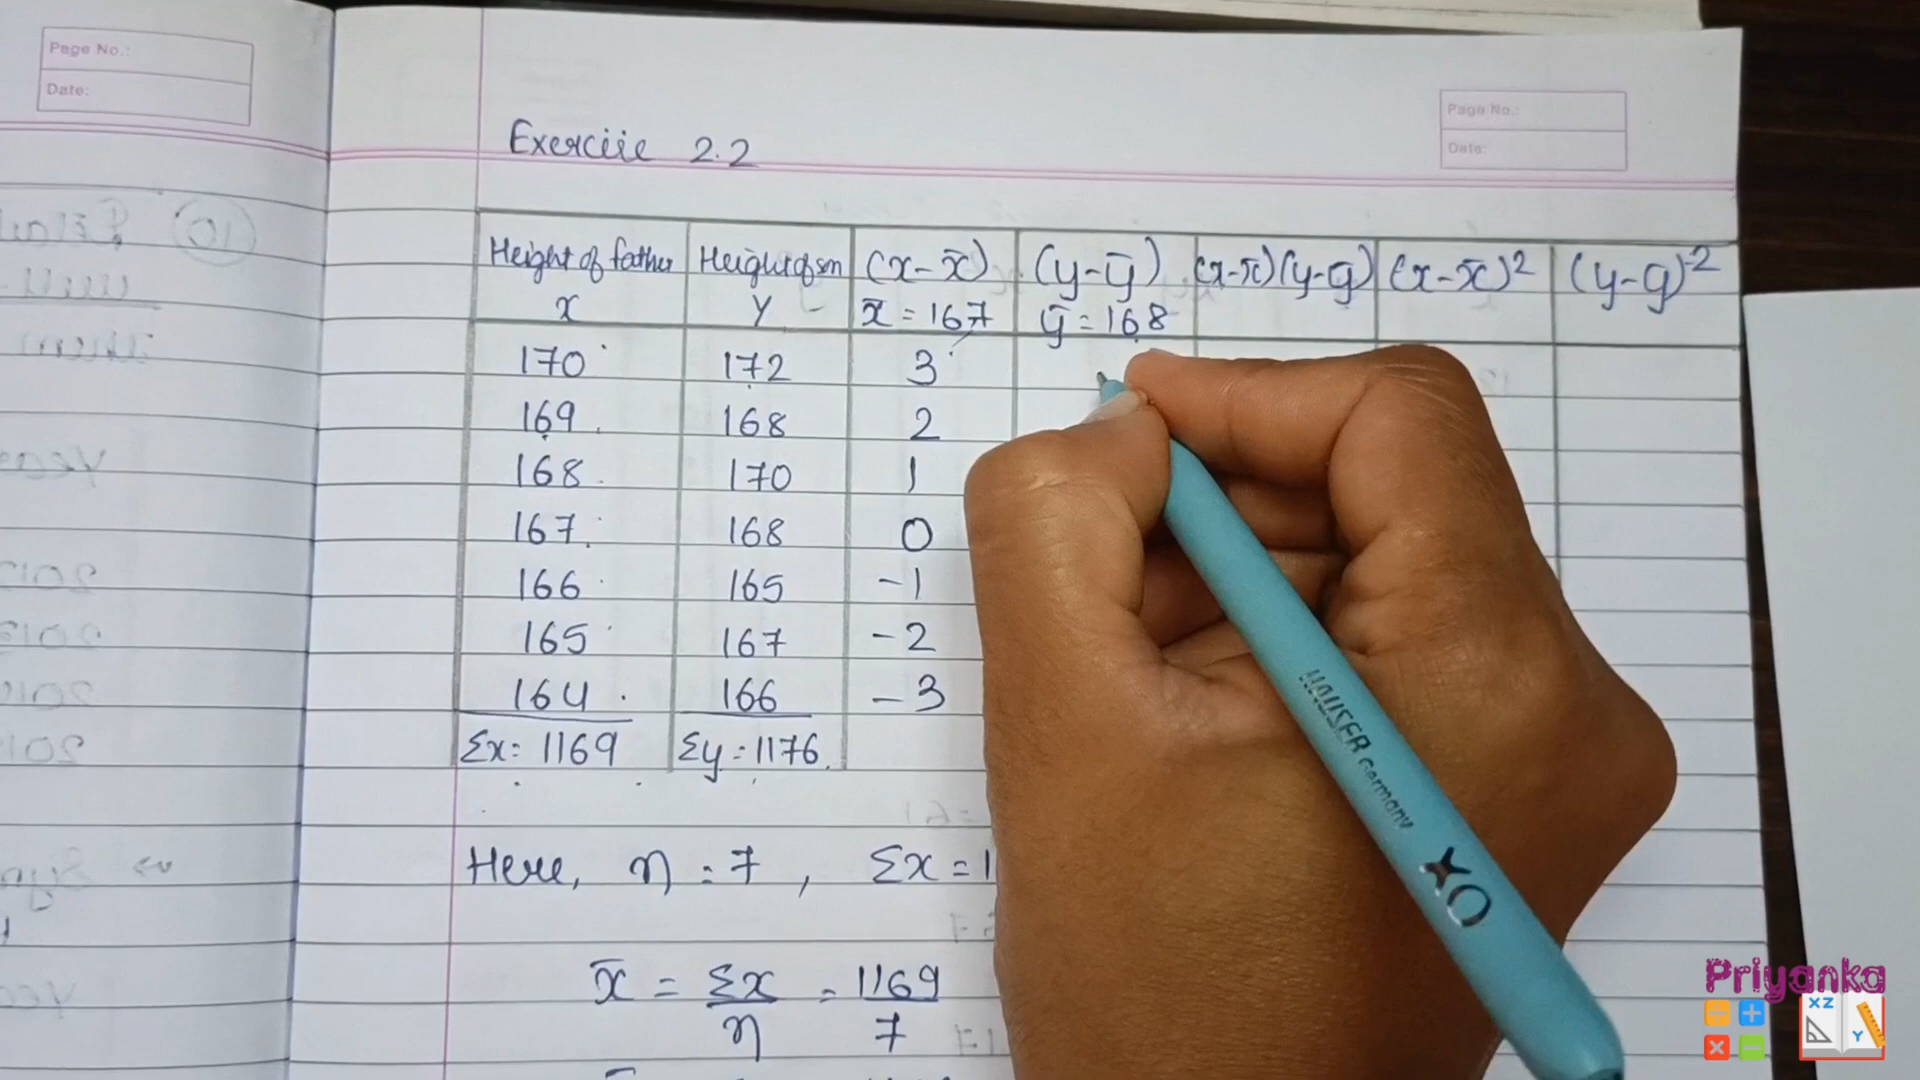 Page No.:
Date:
Page No.:
Date:
Exercise 2.2
Height of father Height of son (x-x̄) (y-ȳ) (x-x̄)(y-ȳ) (x-x̄)² (y-ȳ)²
x y x̄ = 167 ȳ = 168
170 172 3
169 168 2
168 170 1
167 168 0
166 165 -1
165 167 -2
164 166 -3
Σx = 1169 Σy = 1176
Here, n = 7, Σx = 1
x̄ = Σx/n = 1169/7
HAUSER Germany
XO
Priyanka
XZ
Y